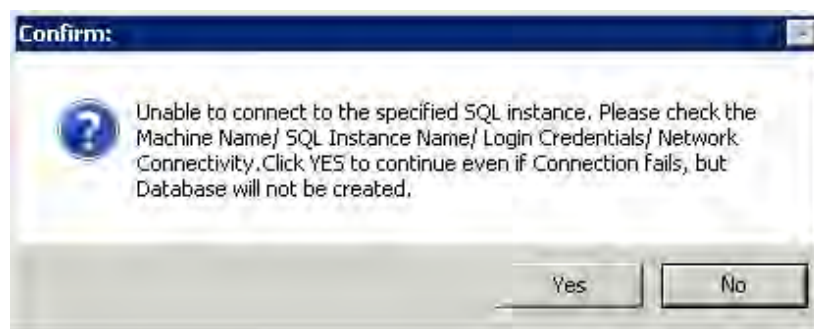 Confirm:
Unable to connect to the specified SQL instance. Please check the
Machine Name/ SQL Instance Name/ Login Credentials/ Network
Connectivity.Click YES to continue even if Connection fails, but
Database will not be created.
Yes No